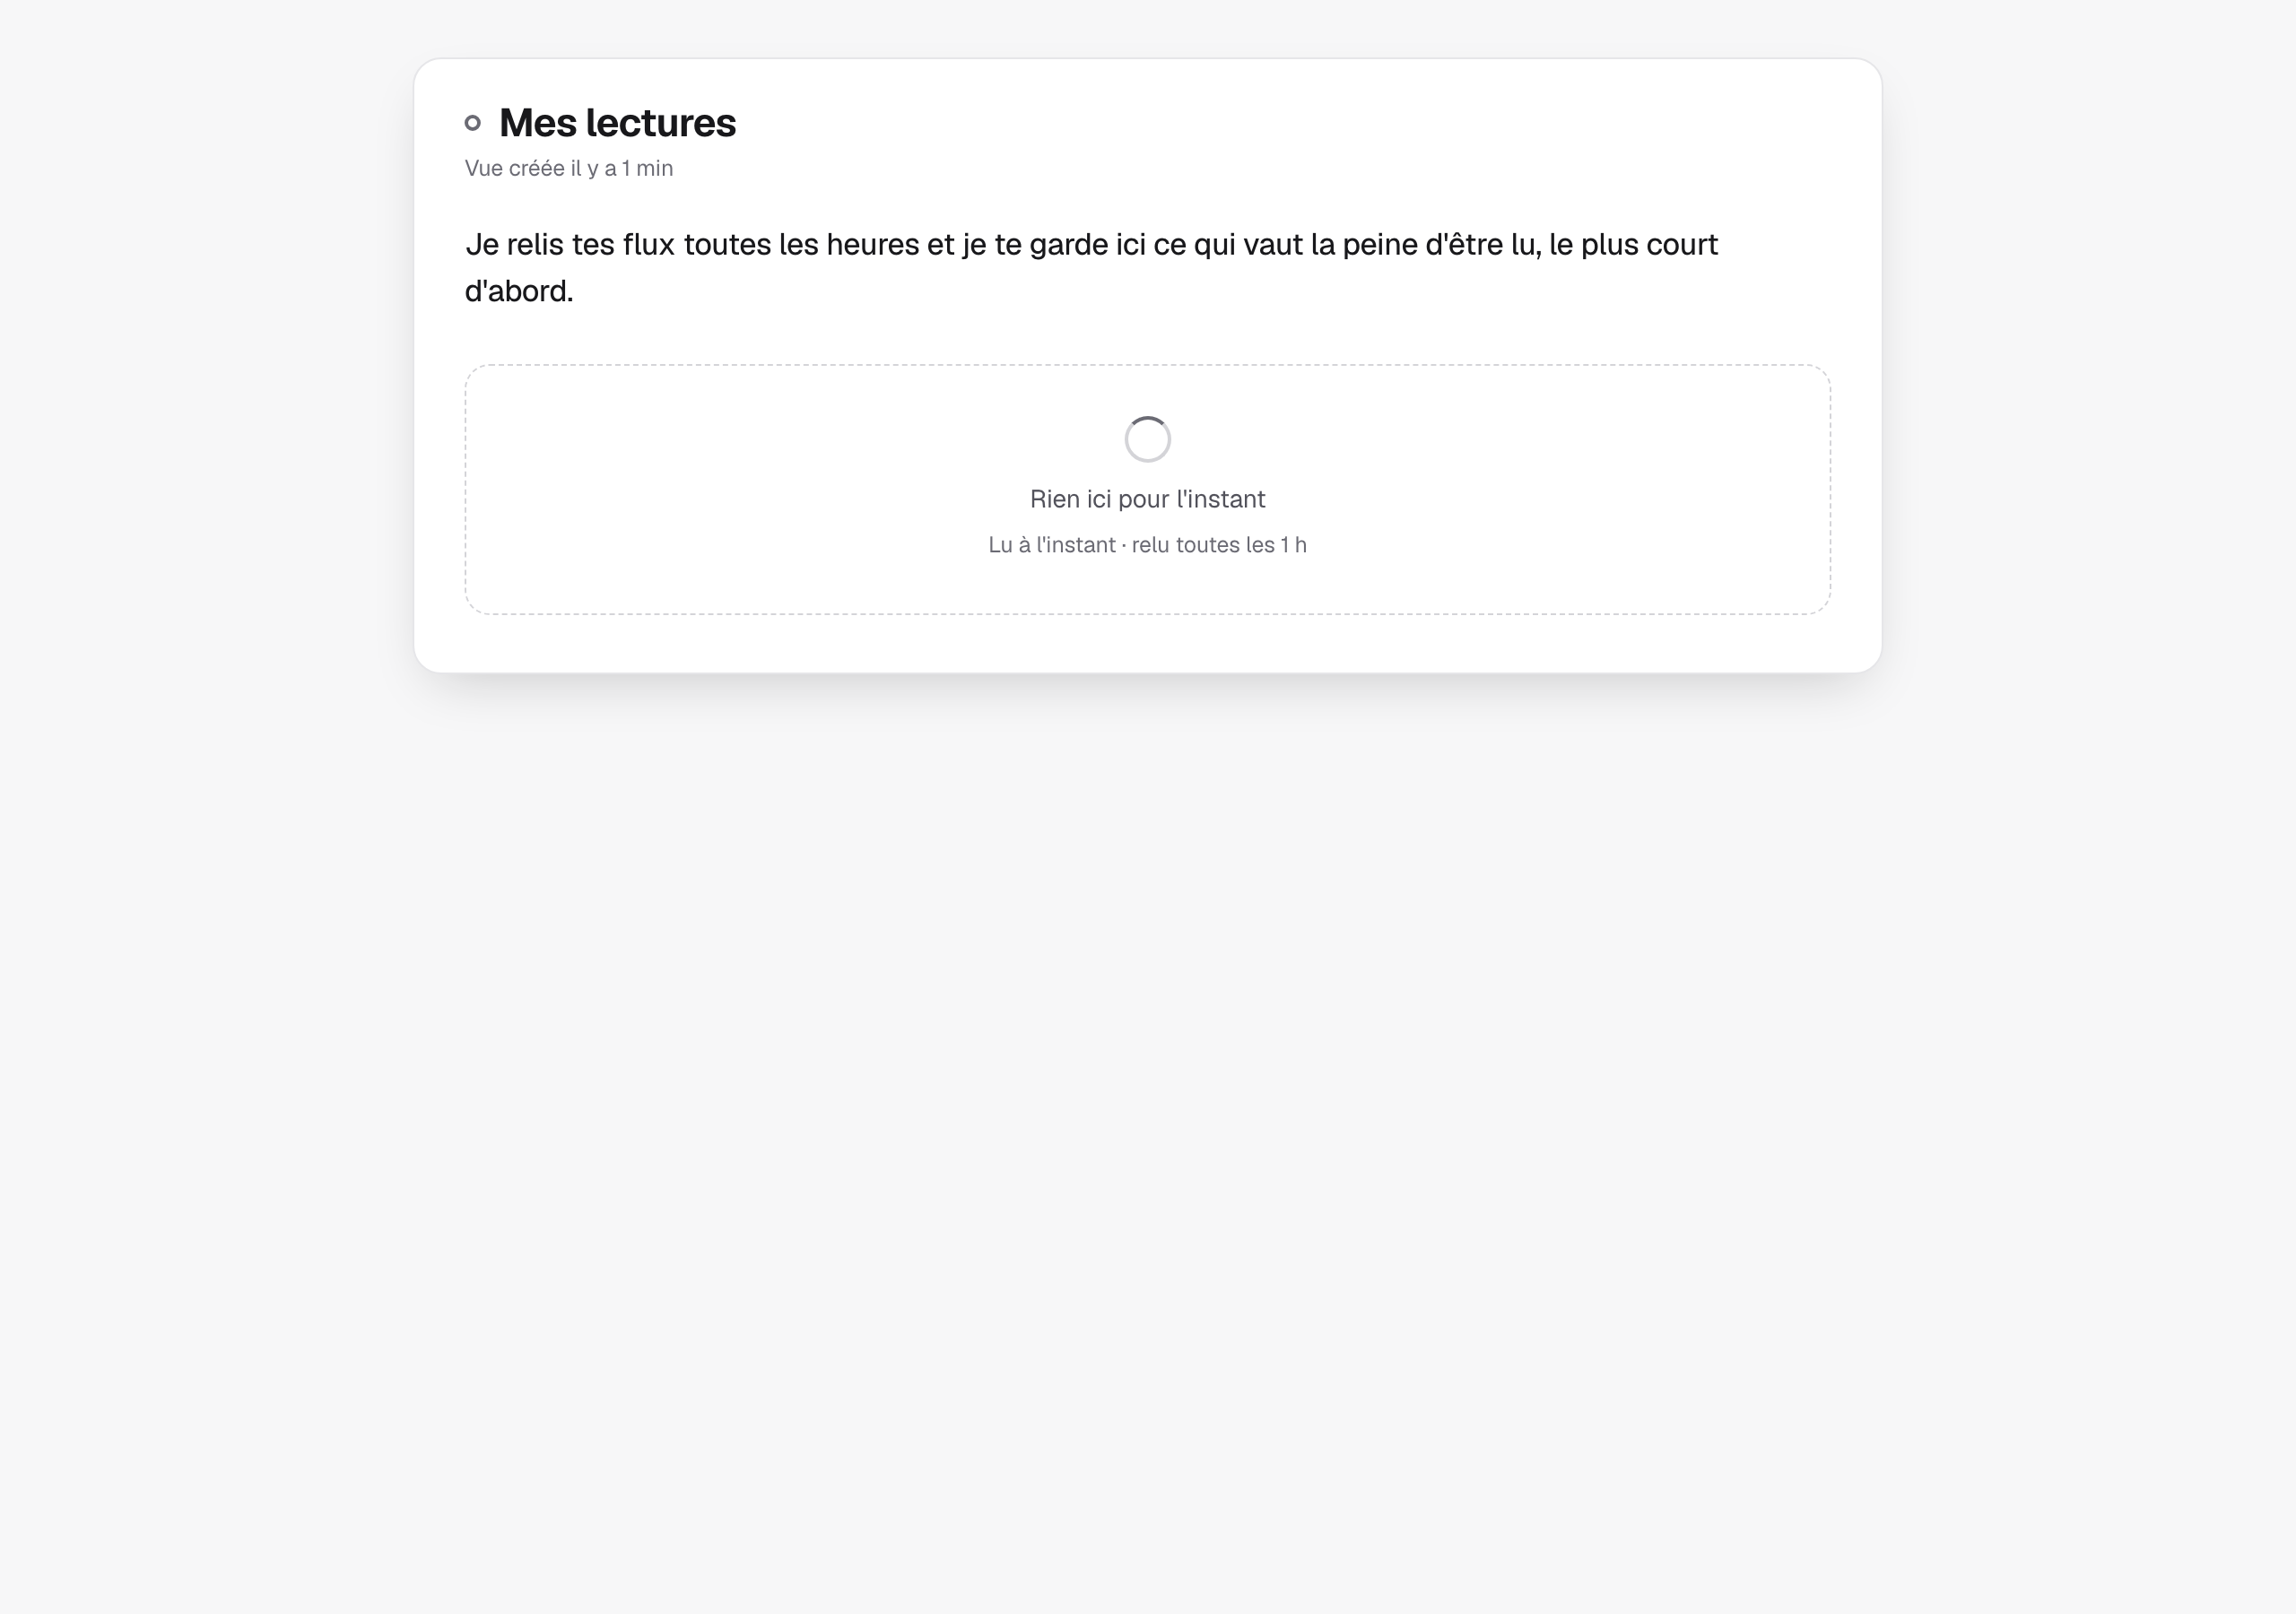 Mes lectures
Vue créée il y a 1 min
Je relis tes flux toutes les heures et je te garde ici ce qui vaut la peine d'être lu, le plus court
d'abord.
Rien ici pour l'instant
Lu à l'instant · relu toutes les 1 h